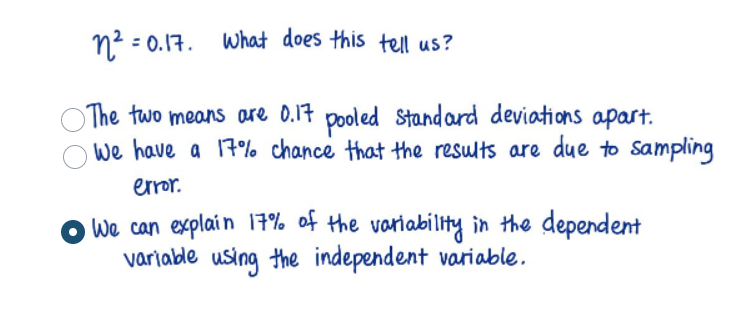 η² = 0.17. What does this tell us?
The two means are 0.17 pooled standard deviations apart.
We have a 17% chance that the results are due to sampling
error.
We can explain 17% of the variability in the dependent
variable using the independent variable.